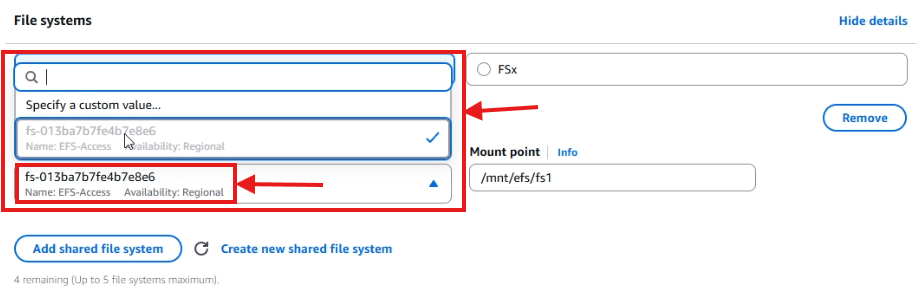 File systems
Hide details
FSx
Specify a custom value...
fs-013ba7b7fe4b7e8e6
Name: EFS-Access Availability: Regional
Remove
Mount point Info
fs-013ba7b7fe4b7e8e6
Name: EFS-Access Availability: Regional
/mnt/efs/fs1
Add shared file system
Create new shared file system
4 remaining (Up to 5 file systems maximum).